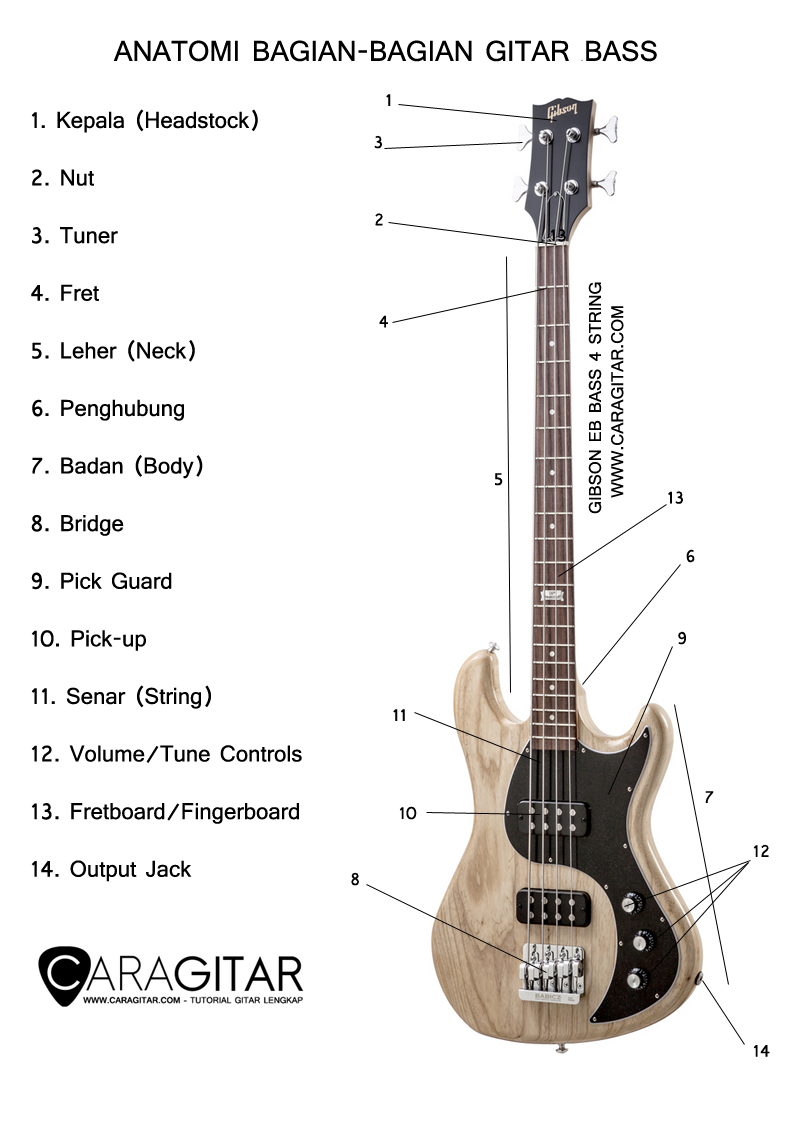 ANATOMI BAGIAN-BAGIAN GITAR BASS
1. Kepala (Headstock)
2. Nut
3. Tuner
4. Fret
5. Leher (Neck)
6. Penghubung
7. Badan (Body)
8. Bridge
9. Pick Guard
10. Pick-up
11. Senar (String)
12. Volume/Tune Controls
13. Fretboard/Fingerboard
14. Output Jack
CARAGITAR
WWW.CARAGITAR.COM - TUTORIAL GITAR LENGKAP
1
Gibson
3
2
13
4
GIBSON EB BASS 4 STRING
WWW.CARAGITAR.COM
5
13
6
9
11
7
10
12
8
BABICZ
14